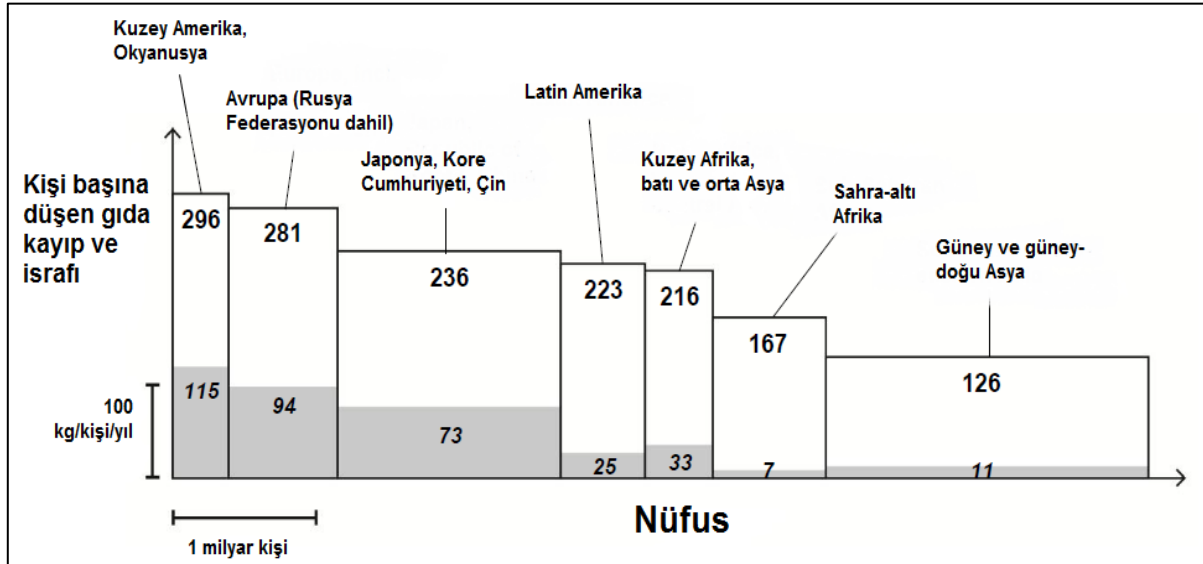 Kuzey Amerika,
Okyanusya
Avrupa (Rusya
Federasyonu dahil)
Japonya, Kore
Cumhuriyeti, Çin
Latin Amerika
Kuzey Afrika,
batı ve orta Asya
Sahra-altı
Afrika
Güney ve güney-
doğu Asya
Kişi başına
düşen gıda
kayıp ve
israfı
296
281
236
223
216
167
126
115
94
73
25
33
7
11
100
kg/kişi/yıl
1 milyar kişi
Nüfus